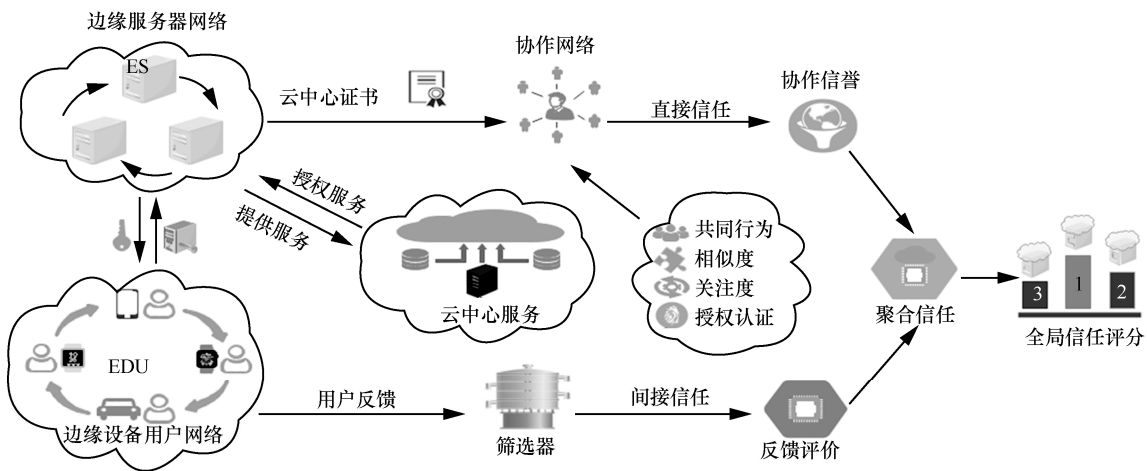 边缘服务器网络
ES
云中心证书
协作网络
直接信任
协作信誉
授权服务
提供服务
云中心服务
共同行为
相似度
关注度
授权认证
聚合信任
3
1
2
全局信任评分
EDU
边缘设备用户网络
用户反馈
筛选器
间接信任
反馈评价